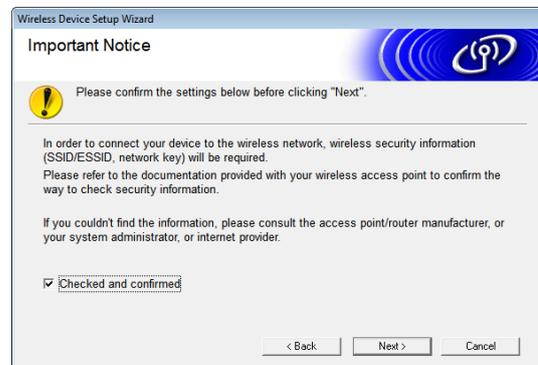 Wireless Device Setup Wizard
Important Notice
Please confirm the settings below before clicking "Next".
In order to connect your device to the wireless network, wireless security information
(SSID/ESSID, network key) will be required.
Please refer to the documentation provided with your wireless access point to confirm the
way to check security information.
If you couldn't find the information, please consult the access point/router manufacturer, or
your system administrator, or internet provider.
Checked and confirmed
< Back
Next >
Cancel